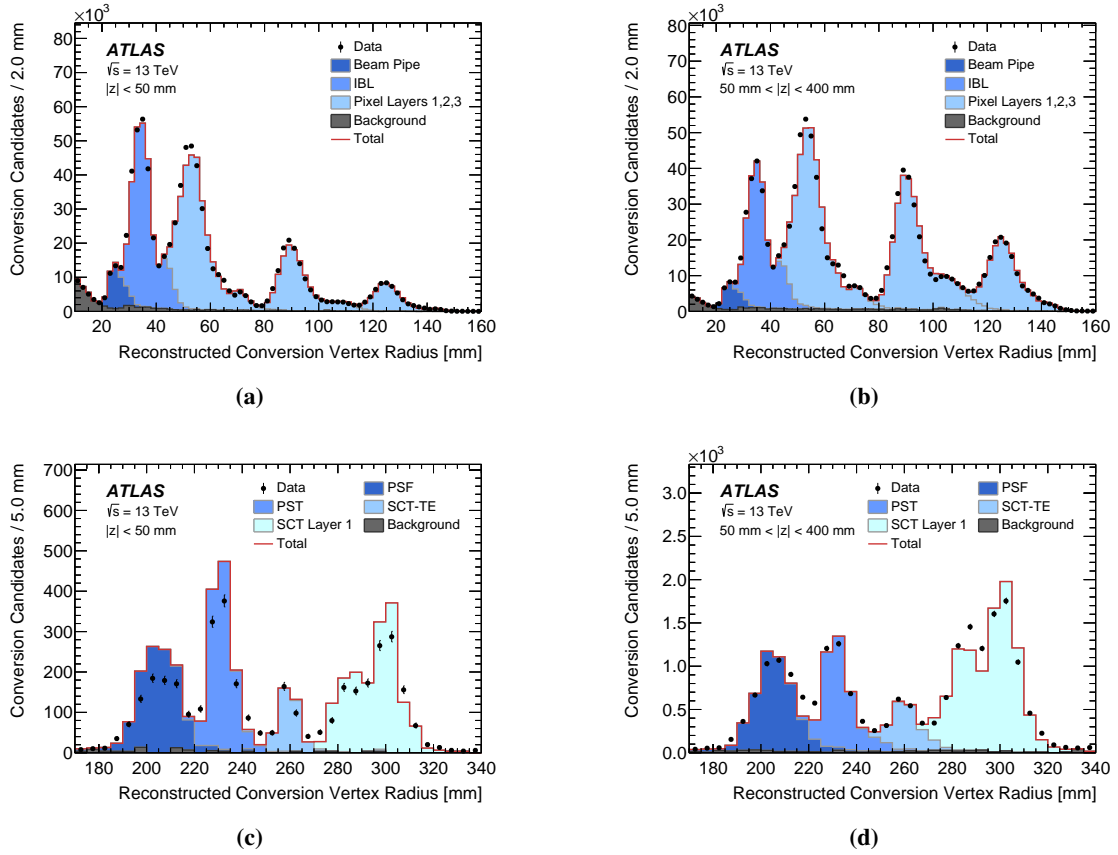 ×10³
80
70
60
50
40
30
20
10
0
Conversion Candidates / 2.0 mm
ATLAS
√s = 13 TeV
|z| < 50 mm
Data
Beam Pipe
IBL
Pixel Layers 1,2,3
Background
Total
20 40 60 80 100 120 140 160
Reconstructed Conversion Vertex Radius [mm]
(a)
×10³
80
70
60
50
40
30
20
10
0
Conversion Candidates / 2.0 mm
ATLAS
√s = 13 TeV
50 mm < |z| < 400 mm
Data
Beam Pipe
IBL
Pixel Layers 1,2,3
Background
Total
20 40 60 80 100 120 140 160
Reconstructed Conversion Vertex Radius [mm]
(b)
700
600
500
400
300
200
100
0
Conversion Candidates / 5.0 mm
ATLAS
√s = 13 TeV
|z| < 50 mm
Data PSF
PST SCT-TE
SCT Layer 1 Background
Total
180 200 220 240 260 280 300 320 340
Reconstructed Conversion Vertex Radius [mm]
(c)
×10³
3.0
2.5
2.0
1.5
1.0
0.5
0.0
Conversion Candidates / 5.0 mm
ATLAS
√s = 13 TeV
50 mm < |z| < 400 mm
Data PSF
PST SCT-TE
SCT Layer 1 Background
Total
180 200 220 240 260 280 300 320 340
Reconstructed Conversion Vertex Radius [mm]
(d)